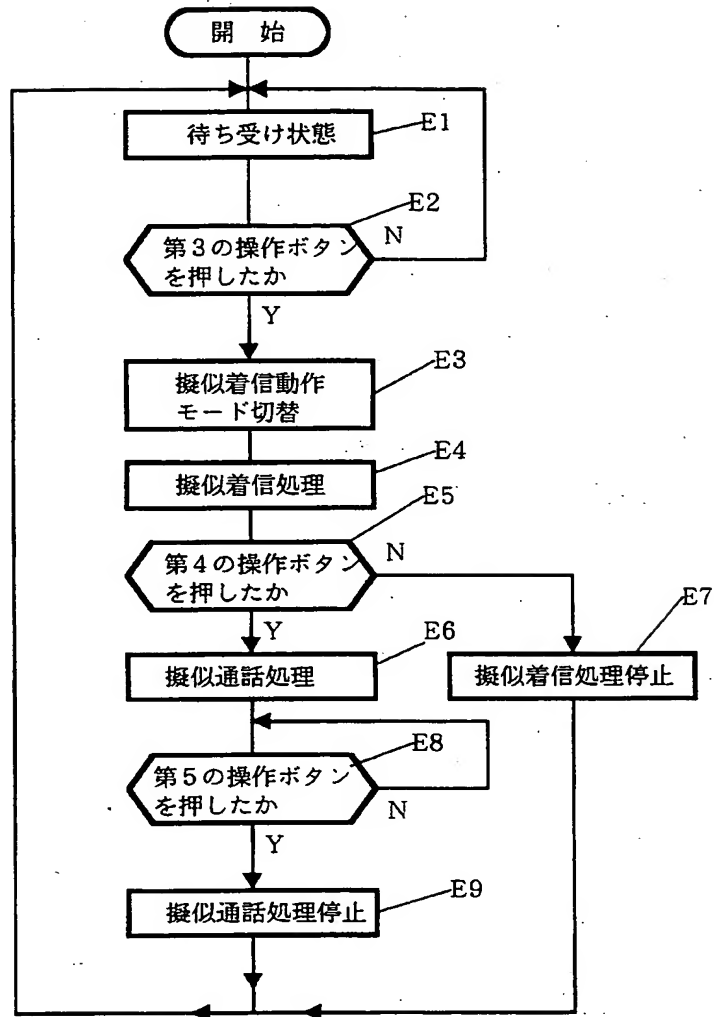 開 始
待ち受け状態
E1
E2
第3の操作ボタン
を押したか
N
Y
擬似着信動作
モード切替
E3
E4
擬似着信処理
E5
第4の操作ボタン
を押したか
N
Y
E6
E7
擬似通話処理
擬似着信処理停止
E8
第5の操作ボタン
を押したか
N
Y
擬似通話処理停止
E9